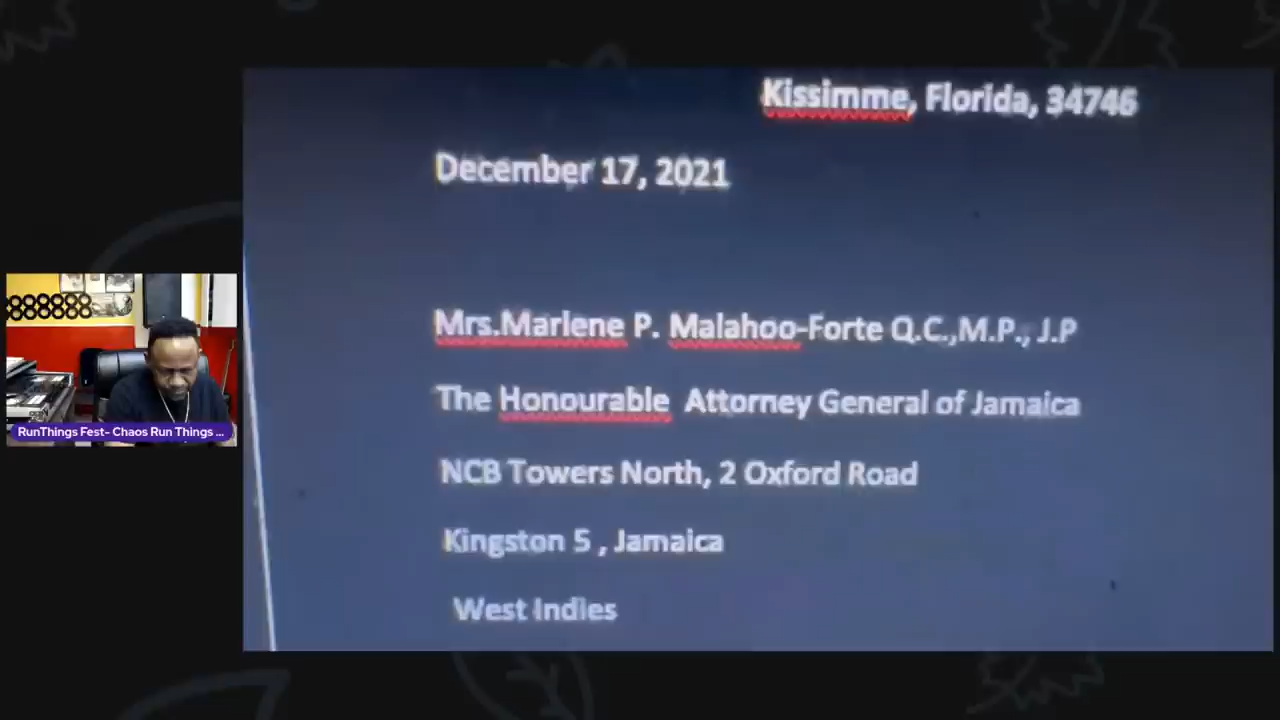 Kissimme, Florida, 34746
December 17, 2021
Mrs.Marlene P. Malahoo-Forte Q.C.,M.P., J.P
The Honourable Attorney General of Jamaica
NCB Towers North, 2 Oxford Road
Kingston 5 , Jamaica
West Indies
RunThings Fest- Chaos Run Things ...